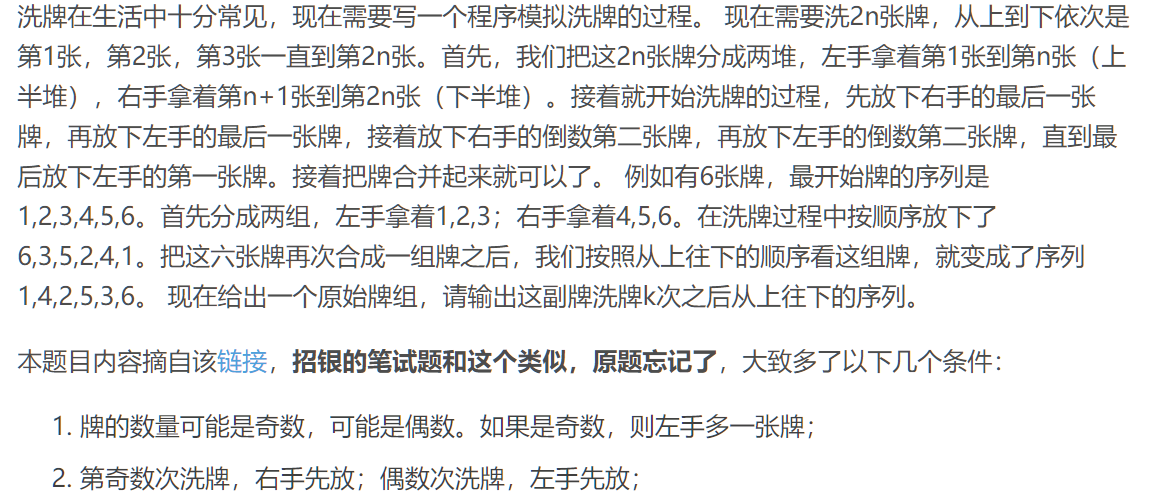 洗牌在生活中十分常见，现在需要写一个程序模拟洗牌的过程。 现在需要洗2n张牌，从上到下依次是
第1张，第2张，第3张一直到第2n张。首先，我们把这2n张牌分成两堆，左手拿着第1张到第n张（上
半堆），右手拿着第n+1张到第2n张（下半堆）。接着就开始洗牌的过程，先放下右手的最后一张
牌，再放下左手的最后一张牌，接着放下右手的倒数第二张牌，再放下左手的倒数第二张牌，直到最
后放下左手的第一张牌。接着把牌合并起来就可以了。 例如有6张牌，最开始牌的序列是
1,2,3,4,5,6。首先分成两组，左手拿着1,2,3；右手拿着4,5,6。在洗牌过程中按顺序放下了
6,3,5,2,4,1。把这六张牌再次合成一组牌之后，我们按照从上往下的顺序看这组牌，就变成了序列
1,4,2,5,3,6。 现在给出一个原始牌组，请输出这副牌洗牌k次之后从上往下的序列。
本题目内容摘自该链接，招银的笔试题和这个类似，原题忘记了，大致多了以下几个条件：
1. 牌的数量可能是奇数，可能是偶数。如果是奇数，则左手多一张牌；
2. 第奇数次洗牌，右手先放；偶数次洗牌，左手先放；